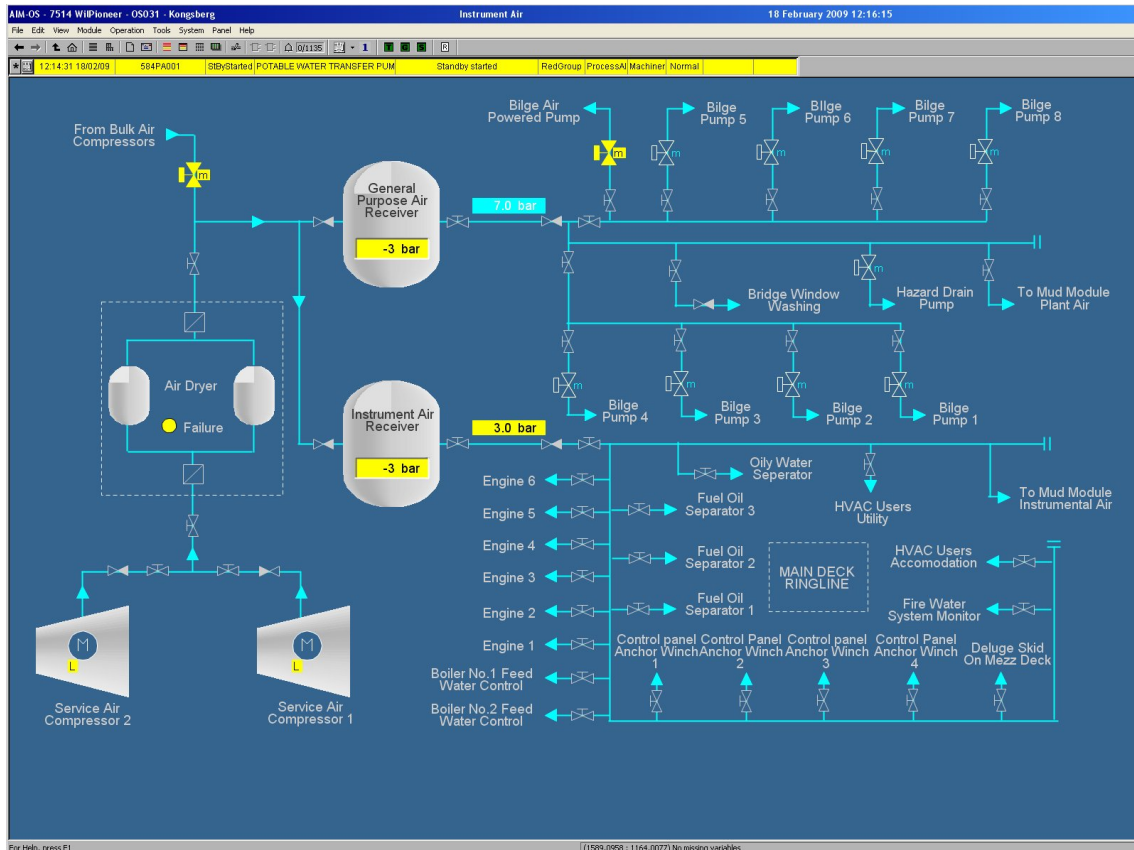 AIM-OS - 7514 WilPioneer - OS031 - Kongsberg
Instrument Air
18 February 2009 12:16:15
File Edit View Module Operation Tools System Panel Help
0/1135
1
T
G
S
R
* 12:14:31 18/02/09 584PA001 StByStarted POTABLE WATER TRANSFER PUM Standby started RedGroup ProcessAl Machiner Normal
From Bulk Air
Compressors
m
Bilge Air
Powered Pump
m
Bilge
Pump 5
m
BIlge
Pump 6
m
Bilge
Pump 7
m
Bilge
Pump 8
m
General
Purpose Air
Receiver
-3 bar
7.0 bar
Bridge Window
Washing
Hazard Drain
Pump
m
To Mud Module
Plant Air
Air Dryer
Failure
Instrument Air
Receiver
-3 bar
3.0 bar
Bilge
Pump 4
m
Bilge
Pump 3
m
Bilge
Pump 2
m
Bilge
Pump 1
m
Oily Water
Seperator
HVAC Users
Utility
To Mud Module
Instrumental Air
Engine 6
Engine 5
Engine 4
Engine 3
Engine 2
Engine 1
Boiler No.1 Feed
Water Control
Boiler No.2 Feed
Water Control
Fuel Oil
Separator 3
Fuel Oil
Separator 2
Fuel Oil
Separator 1
MAIN DECK
RINGLINE
HVAC Users
Accomodation
Fire Water
System Monitor
Control panel
Anchor Winch
1
Control Panel
Anchor Winch
2
Control panel
Anchor Winch
3
Control Panel
Anchor Winch
4
Deluge Skid
On Mezz Deck
M
L
Service Air
Compressor 2
M
L
Service Air
Compressor 1
For Help, press F1
(1589.0958 : 1164.0077) No missing variables